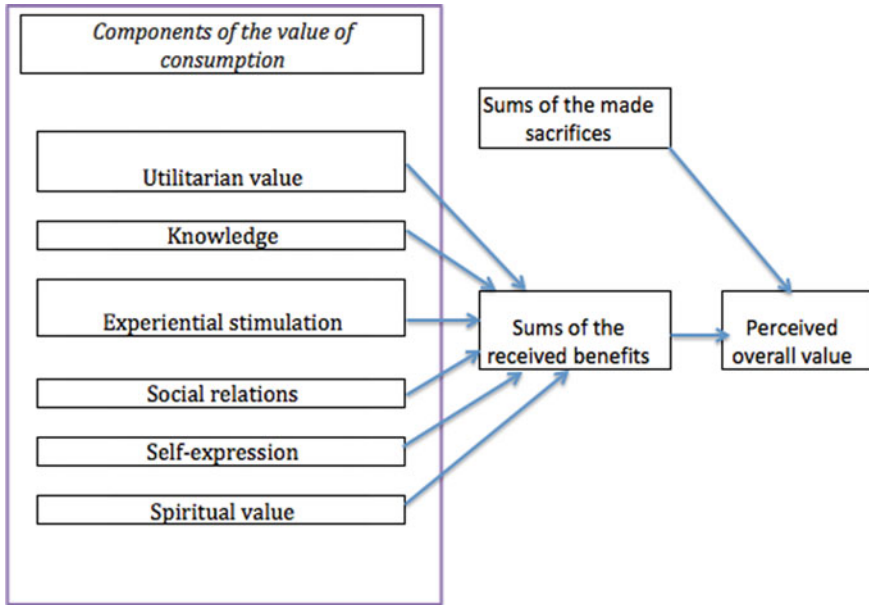 Components of the value of
consumption
Sums of the made
sacrifices
Utilitarian value
Knowledge
Experiential stimulation
Sums of the
received benefits
Perceived
overall value
Social relations
Self-expression
Spiritual value